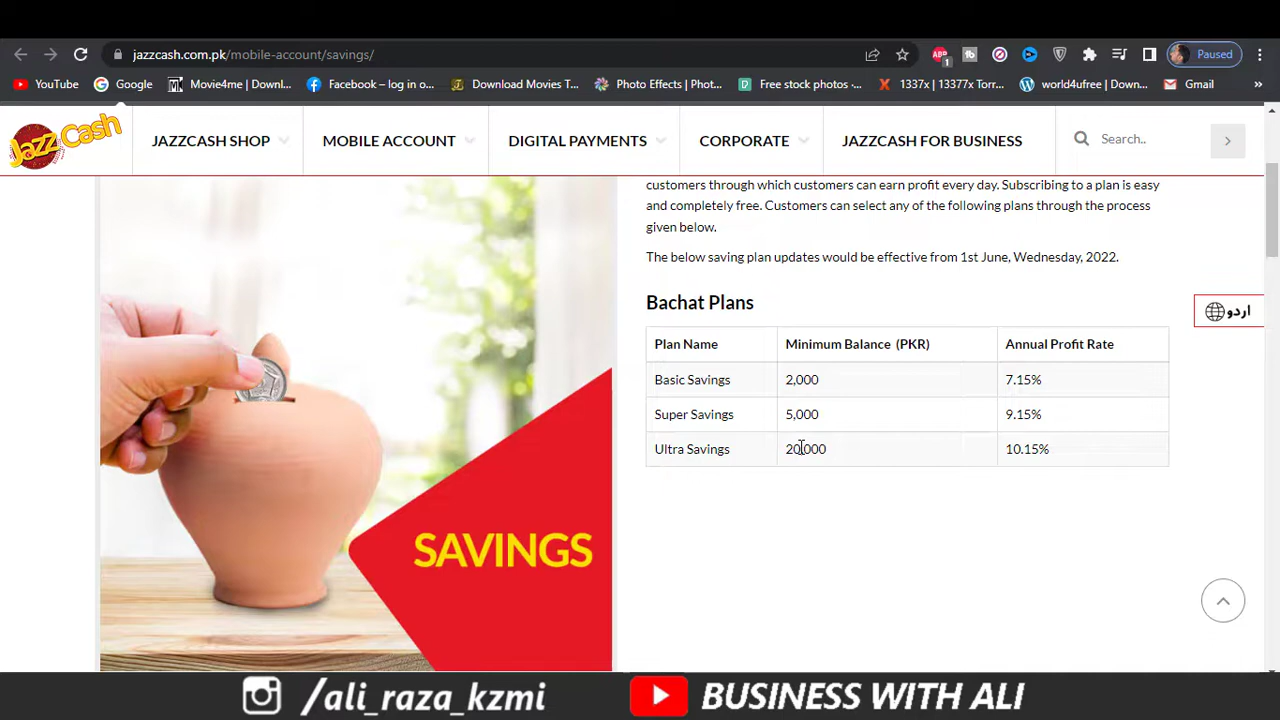 jazzcash.com.pk/mobile-account/savings/
ABP
1
Paused
YouTube
Google
Movie4me | Downl...
Facebook – log in o...
Download Movies T...
Photo Effects | Phot...
Free stock photos ·...
1337x | 13377x Torr...
world4ufree | Down...
Gmail
»
Jazz Cash
JAZZCASH SHOP
MOBILE ACCOUNT
DIGITAL PAYMENTS
CORPORATE
JAZZCASH FOR BUSINESS
Search..
customers through which customers can earn profit every day. Subscribing to a plan is easy
and completely free. Customers can select any of the following plans through the process
given below.
The below saving plan updates would be effective from 1st June, Wednesday, 2022.
اردو
Bachat Plans
Plan Name Minimum Balance (PKR) Annual Profit Rate
Basic Savings 2,000 7.15%
Super Savings 5,000 9.15%
Ultra Savings 20,000 10.15%
SAVINGS
/ali_raza_kzmi
BUSINESS WITH ALI